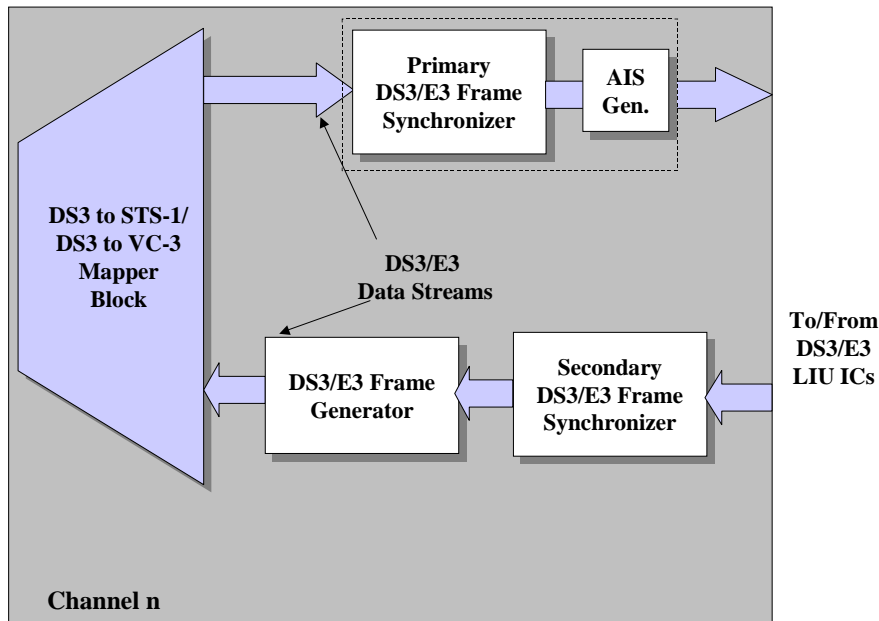 Primary
DS3/E3 Frame
Synchronizer
AIS
Gen.
DS3 to STS-1/
DS3 to VC-3
Mapper
Block
DS3/E3
Data Streams
To/From
DS3/E3
LIU ICs
DS3/E3 Frame
Generator
Secondary
DS3/E3 Frame
Synchronizer
Channel n